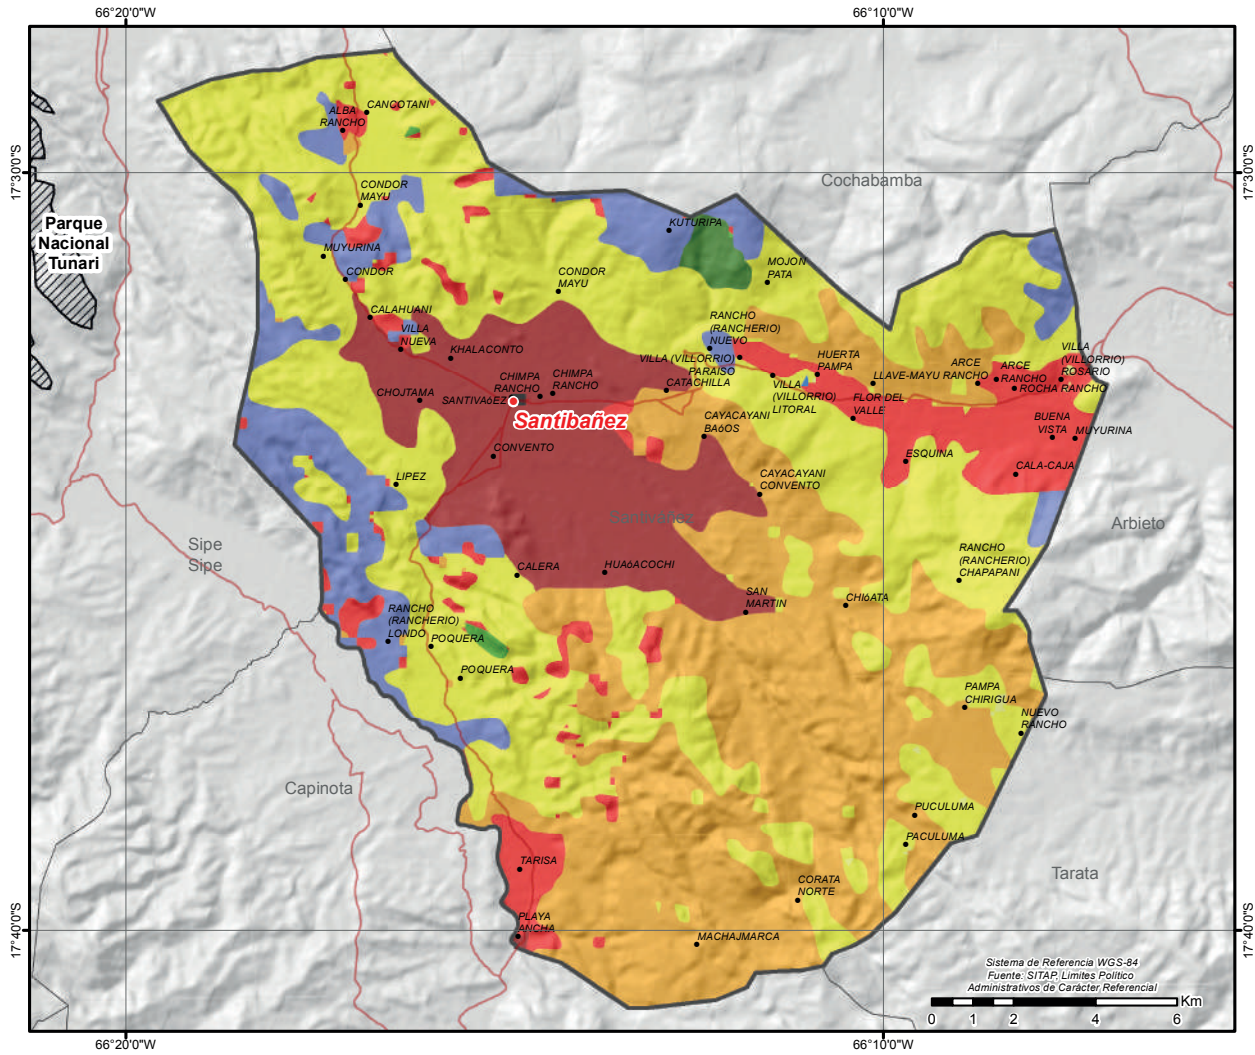 66°20'0"W
66°10'0"W
CANCOTANI
ALBA
RANCHO
17°30'0"S
17°30'0"S
Cochabamba
CONDOR
MAYU
Parque
Nacional
Tunari
KUTURIPA
MUYURINA
CONDOR
MOJON
PATA
CONDOR
MAYU
CALAHUANI
VILLA
NUEVA
KHALACONTO
RANCHO
(RANCHERIO)
NUEVO
VILLA (VILLORRIO)
PARAISO
HUERTA
PAMPA
VILLA
(VILLORRIO)
ROSARIO
ARCE
RANCHO
ARCE
RANCHO
LLAVE-MAYU
ROCHA RANCHO
CHIMPA
RANCHO
CHIMPA
RANCHO
CATACHILLA
VILLA
(VILLORRIO)
LITORAL
CHOJTAMA
SANTIVAóEZ
Santibañez
FLOR DEL
VALLE
CAYACAYANI
BAóOS
BUENA
VISTA
MUYURINA
CONVENTO
ESQUINA
CALA-CAJA
LIPEZ
CAYACAYANI
CONVENTO
Santivañez
Arbieto
Sipe
Sipe
RANCHO
(RANCHERIO)
CHAPAPANI
CALERA
HUAóACOCHI
SAN
MARTIN
CHIóATA
RANCHO
(RANCHERIO)
LONDO
POQUERA
POQUERA
PAMPA
CHIRIGUA
NUEVO
RANCHO
Capinota
PUCULUMA
PACULUMA
TARISA
CORATA
NORTE
Tarata
PLAYA
ANCHA
MACHAJMARCA
17°40'0"S
17°40'0"S
Sistema de Referencia WGS-84
Fuente: SITAP, Limites Político
Administrativos de Carácter Referencial
Km
0 1 2 4 6
66°20'0"W
66°10'0"W